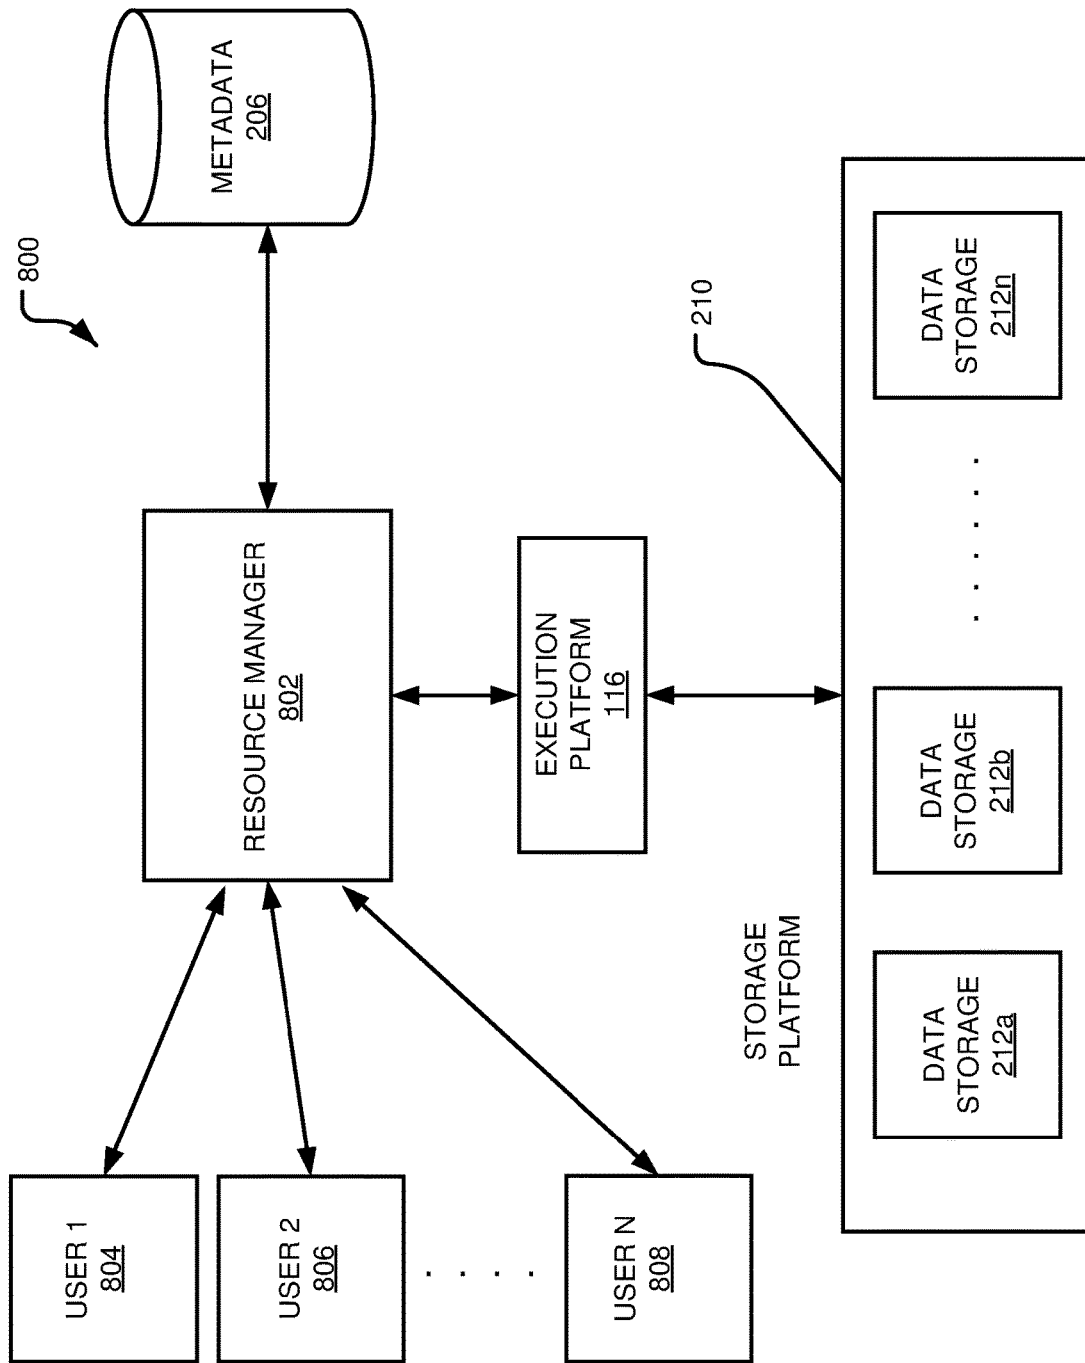 800
USER 1
804
USER 2
806
. . . .
USER N
808
RESOURCE MANAGER
802
METADATA
206
EXECUTION
PLATFORM
116
STORAGE
PLATFORM
210
DATA
STORAGE
212a
DATA
STORAGE
212b
. . . . . .
DATA
STORAGE
212n